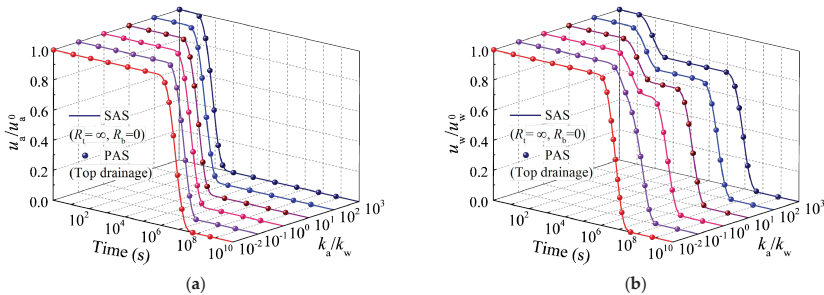 1.0
0.8
0.6
0.4
0.2
0.0
u_a/u_a^0
SAS
(R_t=∞, R_b=0)
PAS
(Top drainage)
10^2
10^4
10^6
10^8
10^10
Time (s)
10^-2
10^-1
10^0
10^1
10^2
10^3
k_a/k_w
(a)
1.0
0.8
0.6
0.4
0.2
0.0
u_w/u_w^0
SAS
(R_t=∞, R_b=0)
PAS
(Top drainage)
10^2
10^4
10^6
10^8
10^10
Time (s)
10^-2
10^-1
10^0
10^1
10^2
10^3
k_a/k_w
(b)